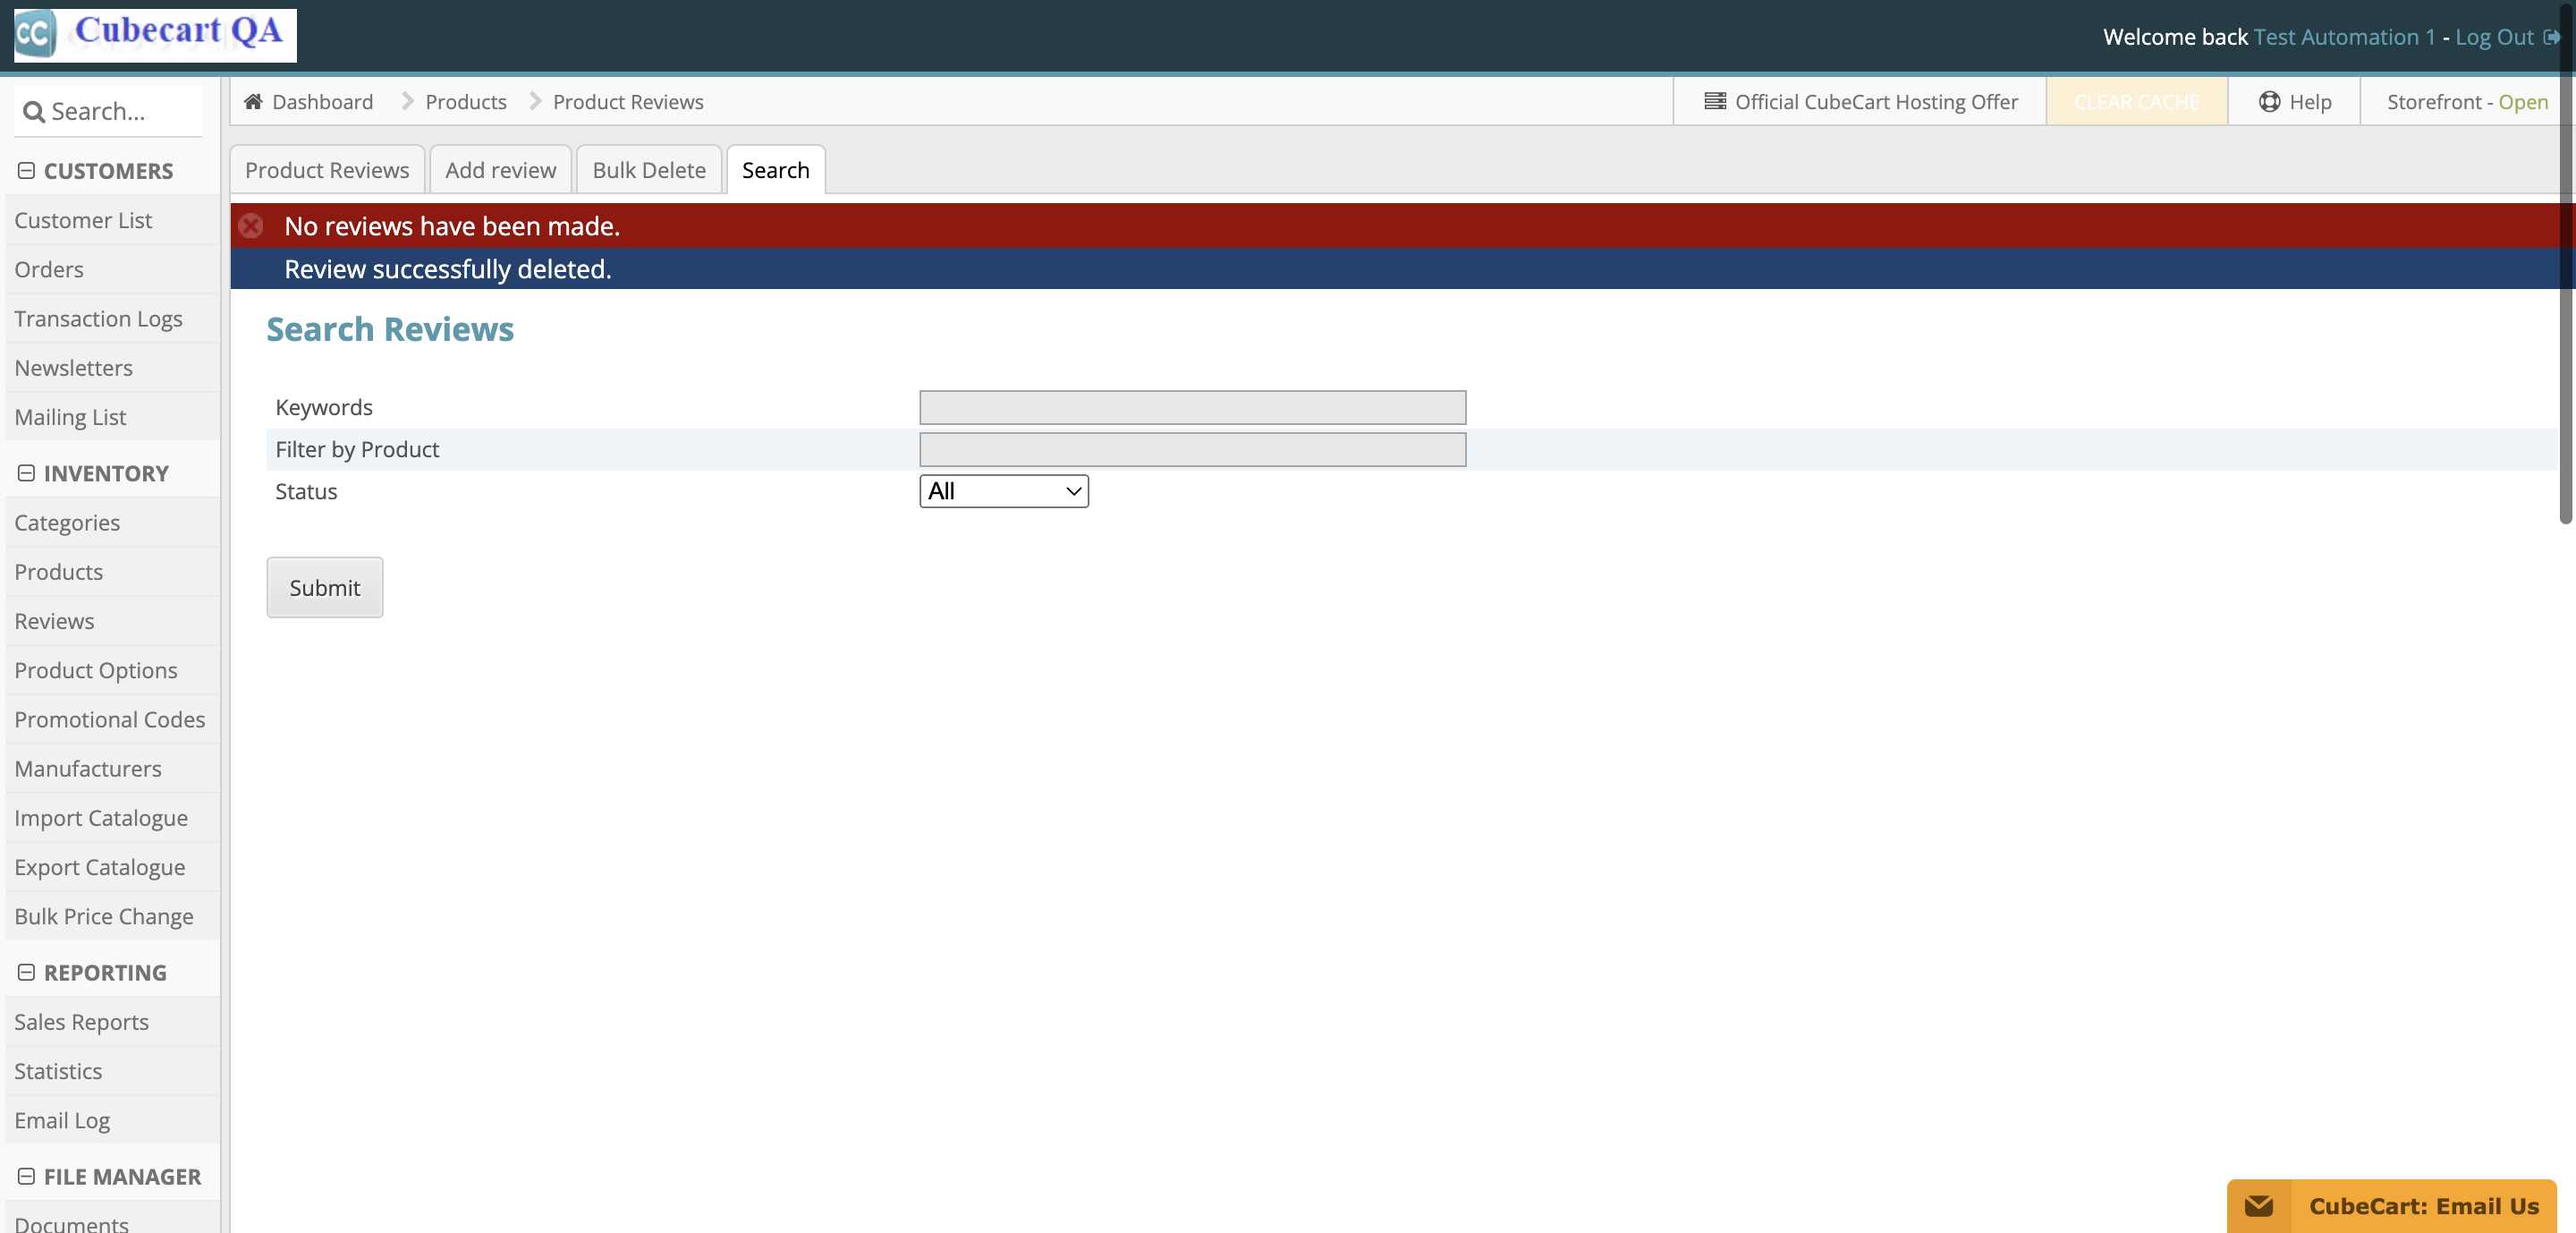 Cubecart QA
Welcome back Test Automation 1 - Log Out
Search...
Dashboard Products Product Reviews
Official CubeCart Hosting Offer CLEAR CACHE Help Storefront - Open
Product Reviews Add review Bulk Delete Search
No reviews have been made.
Review successfully deleted.
Search Reviews
Keywords
Filter by Product
Status All
Submit
CUSTOMERS
Customer List
Orders
Transaction Logs
Newsletters
Mailing List
INVENTORY
Categories
Products
Reviews
Product Options
Promotional Codes
Manufacturers
Import Catalogue
Export Catalogue
Bulk Price Change
REPORTING
Sales Reports
Statistics
Email Log
FILE MANAGER
Documents
CubeCart: Email Us